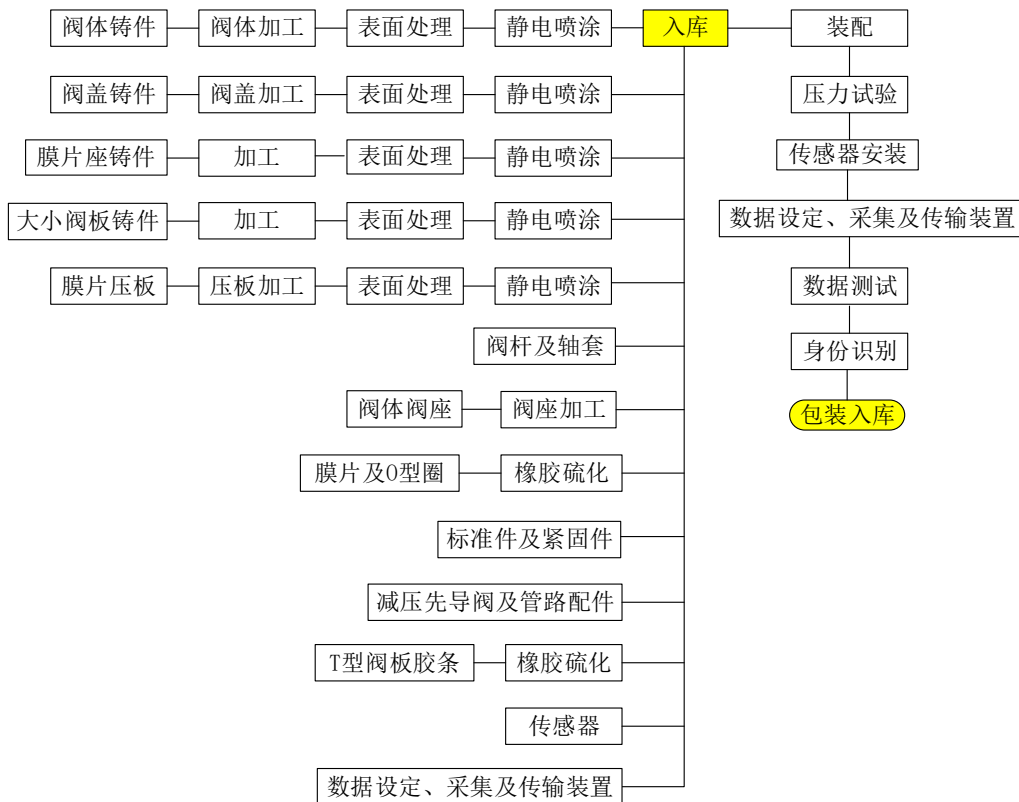 阀体铸件 阀体加工 表面处理 静电喷涂 入库 装配
阀盖铸件 阀盖加工 表面处理 静电喷涂 压力试验
膜片座铸件 加工 表面处理 静电喷涂 传感器安装
大小阀板铸件 加工 表面处理 静电喷涂 数据设定、采集及传输装置
膜片压板 压板加工 表面处理 静电喷涂 数据测试
阀杆及轴套 身份识别
阀体阀座 阀座加工 包装入库
膜片及O型圈 橡胶硫化
标准件及紧固件
减压先导阀及管路配件
T型阀板胶条 橡胶硫化
传感器
数据设定、采集及传输装置